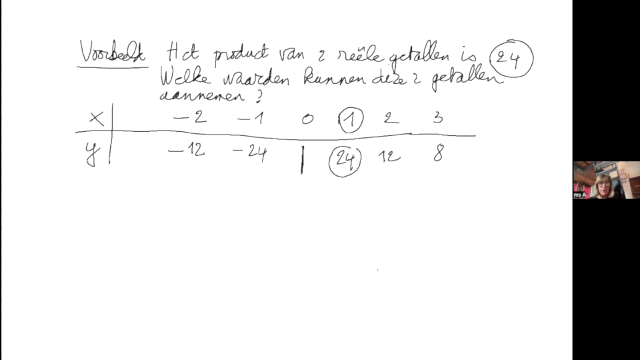 Voorbeeld: Het product van 2 reële getallen is 24
Welke waarden kunnen deze 2 getallen
aannemen?
x | -2 -1 0 1 2 3
y | -12 -24 | 24 12 8